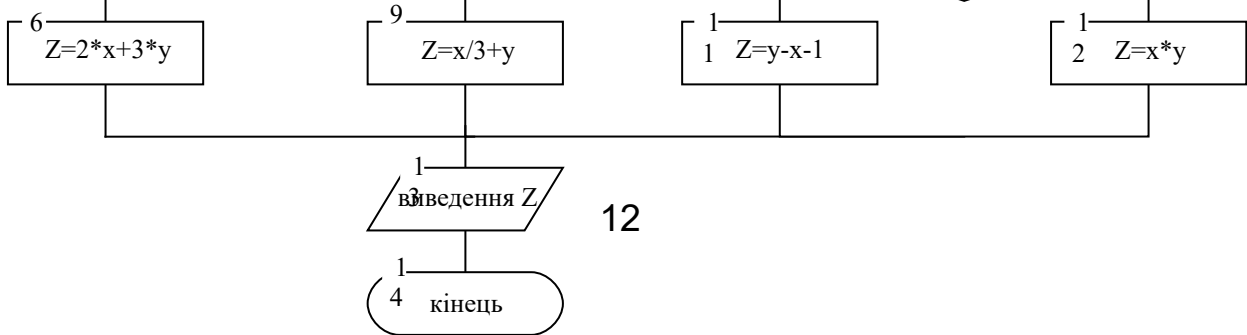 6
Z=2*x+3*y
9
Z=x/3+y
1
1
Z=y-x-1
1
2
Z=x*y
1
3
виведення Z
12
1
4
кінець